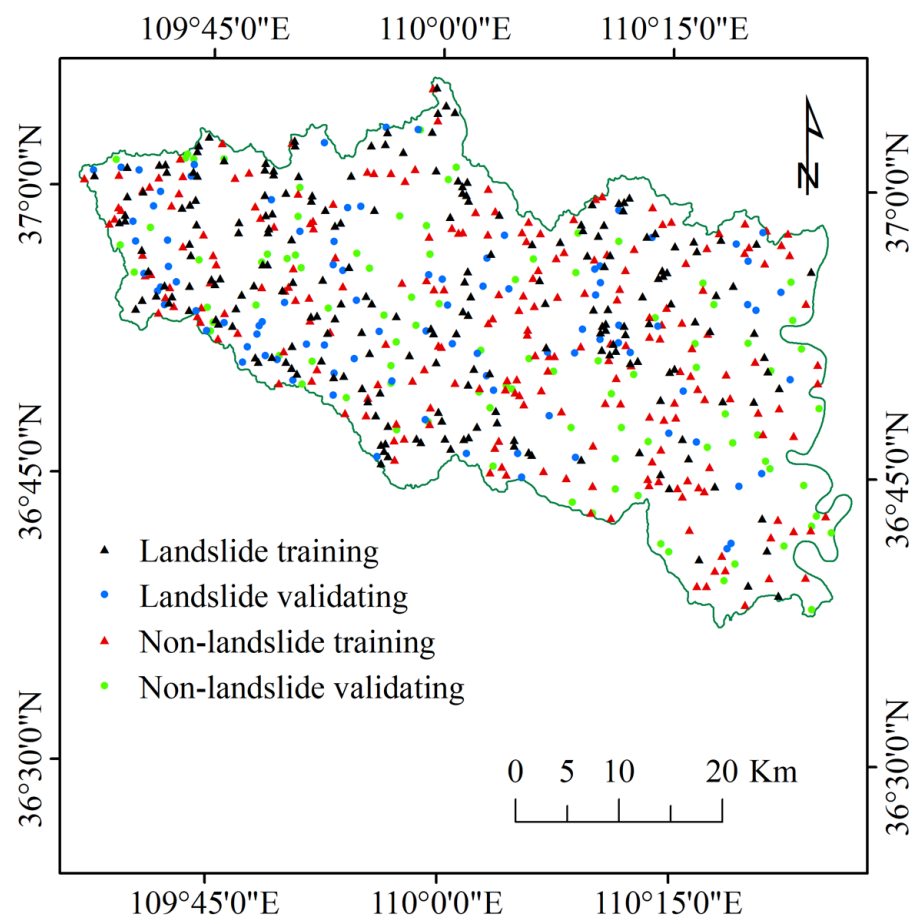 109°45'0"E 110°0'0"E 110°15'0"E
37°0'0"N
37°0'0"N
N
36°45'0"N
36°45'0"N
Landslide training
Landslide validating
Non-landslide training
Non-landslide validating
36°30'0"N
36°30'0"N
0 5 10 20 Km
109°45'0"E 110°0'0"E 110°15'0"E